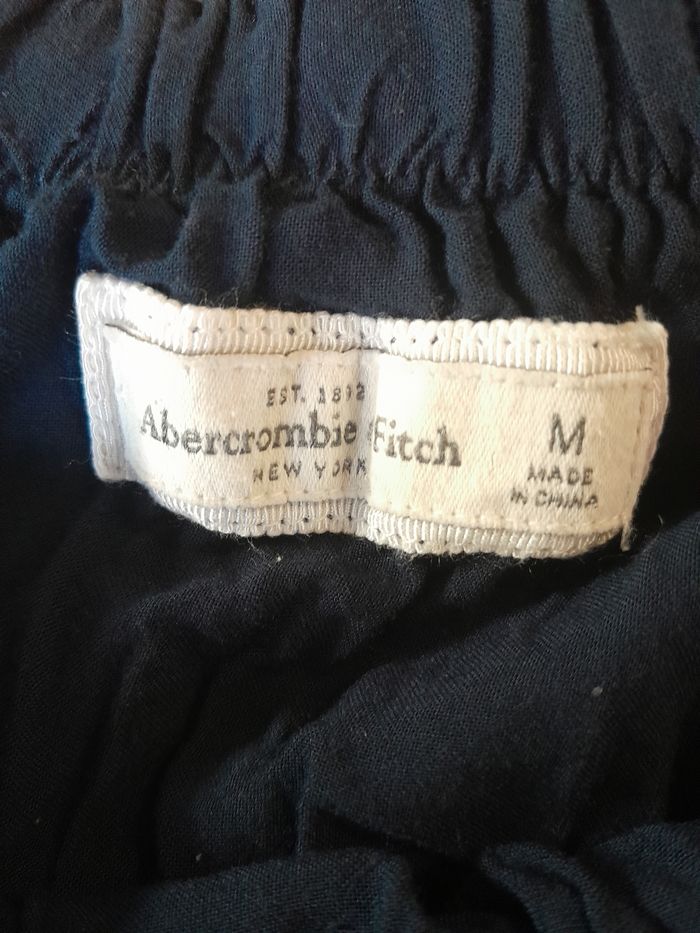 EST. 1892
Abercrombie & Fitch
NEW YORK
M
MADE
IN CHINA